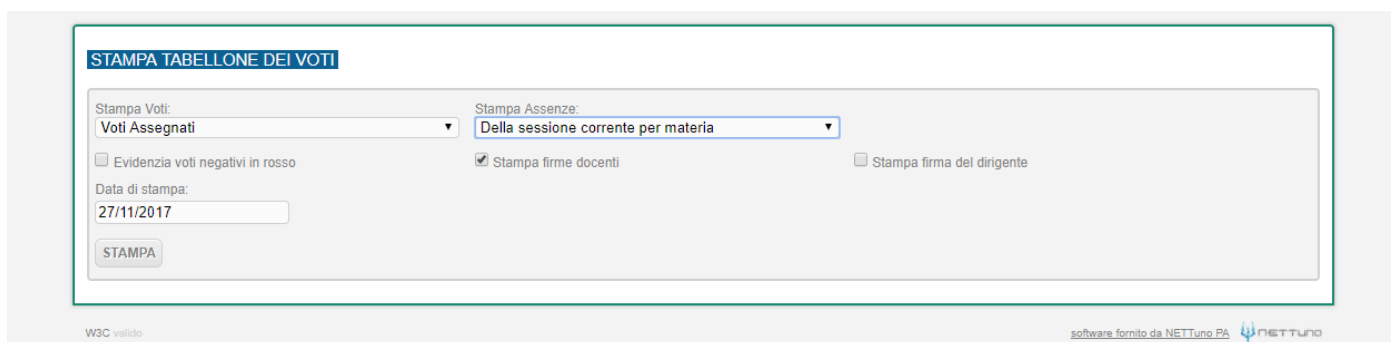 STAMPA TABELLONE DEI VOTI
Stampa Voti: Stampa Assenze:
Voti Assegnati Della sessione corrente per materia
Evidenzia voti negativi in rosso Stampa firme docenti Stampa firma del dirigente
Data di stampa:
27/11/2017
STAMPA
W3C valido software fornito da NETTuno PA NETTUNO